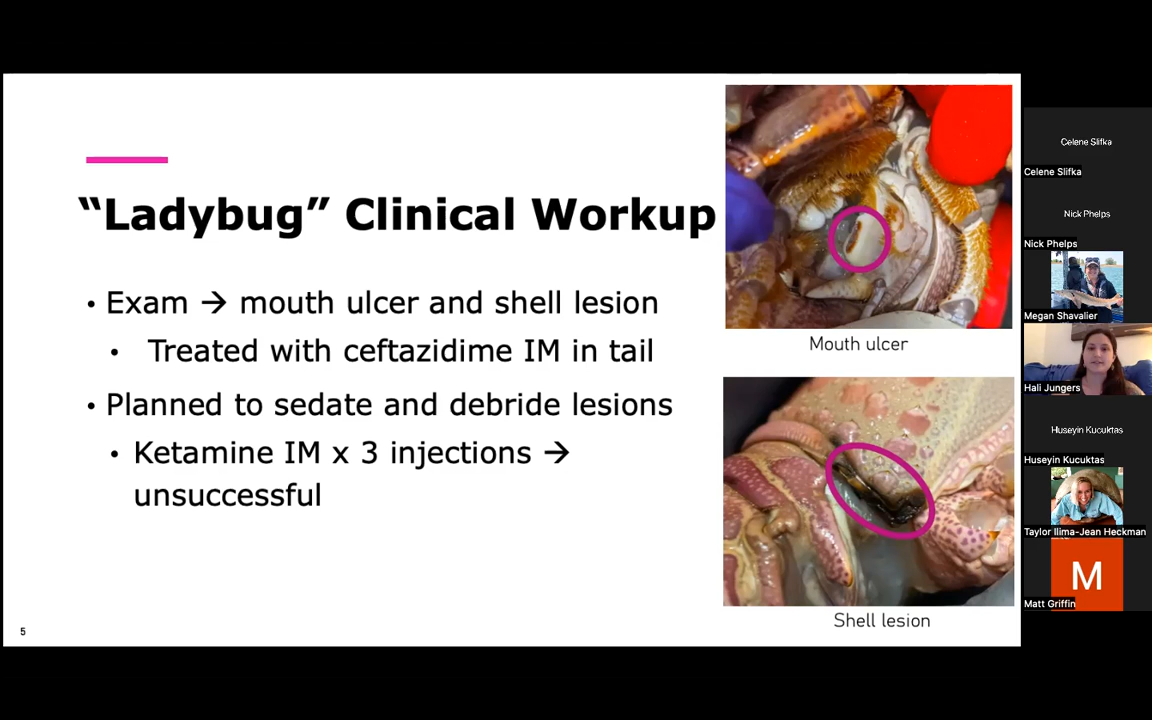 “Ladybug” Clinical Workup
• Exam → mouth ulcer and shell lesion
• Treated with ceftazidime IM in tail
• Planned to sedate and debride lesions
• Ketamine IM x 3 injections →
unsuccessful
5
Mouth ulcer
Shell lesion
Celene Slifka
Celene Slifka
Nick Phelps
Nick Phelps
Megan Shavalier
Hali Jungers
Huseyin Kucuktas
Huseyin Kucuktas
Taylor Ilima-Jean Heckman
M
Matt Griffin